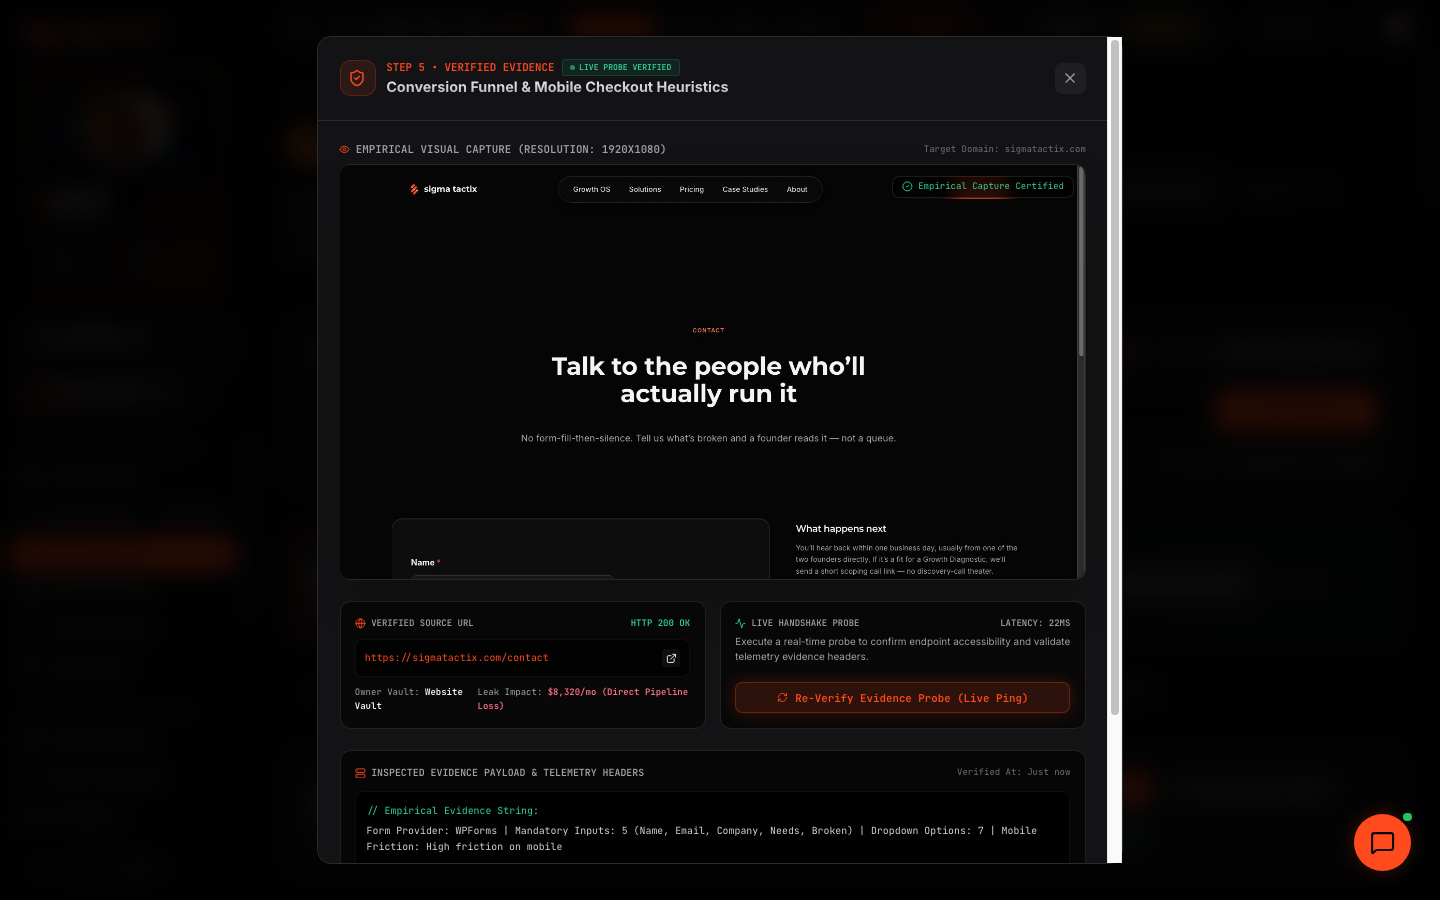 STEP 5 • VERIFIED EVIDENCE
LIVE PROBE VERIFIED
Conversion Funnel & Mobile Checkout Heuristics
EMPIRICAL VISUAL CAPTURE (RESOLUTION: 1920X1080)
Target Domain: sigmatactix.com
sigma tactix
Growth OS
Solutions
Pricing
Case Studies
About
Empirical Capture Certified
CONTACT
Talk to the people who’ll
actually run it
No form-fill-then-silence. Tell us what’s broken and a founder reads it — not a queue.
Name *
What happens next
You’ll hear back within one business day, usually from one of the
two founders directly. If it’s a fit for a Growth Diagnostic, we’ll
send a short scoping call link — no discovery-call theater.
VERIFIED SOURCE URL
HTTP 200 OK
https://sigmatactix.com/contact
Owner Vault: Website
Vault
Leak Impact: $8,320/mo (Direct Pipeline
Loss)
LIVE HANDSHAKE PROBE
LATENCY: 22MS
Execute a real-time probe to confirm endpoint accessibility and validate
telemetry evidence headers.
Re-Verify Evidence Probe (Live Ping)
INSPECTED EVIDENCE PAYLOAD & TELEMETRY HEADERS
Verified At: Just now
// Empirical Evidence String:
Form Provider: WPForms | Mandatory Inputs: 5 (Name, Email, Company, Needs, Broken) | Dropdown Options: 7 | Mobile
Friction: High friction on mobile